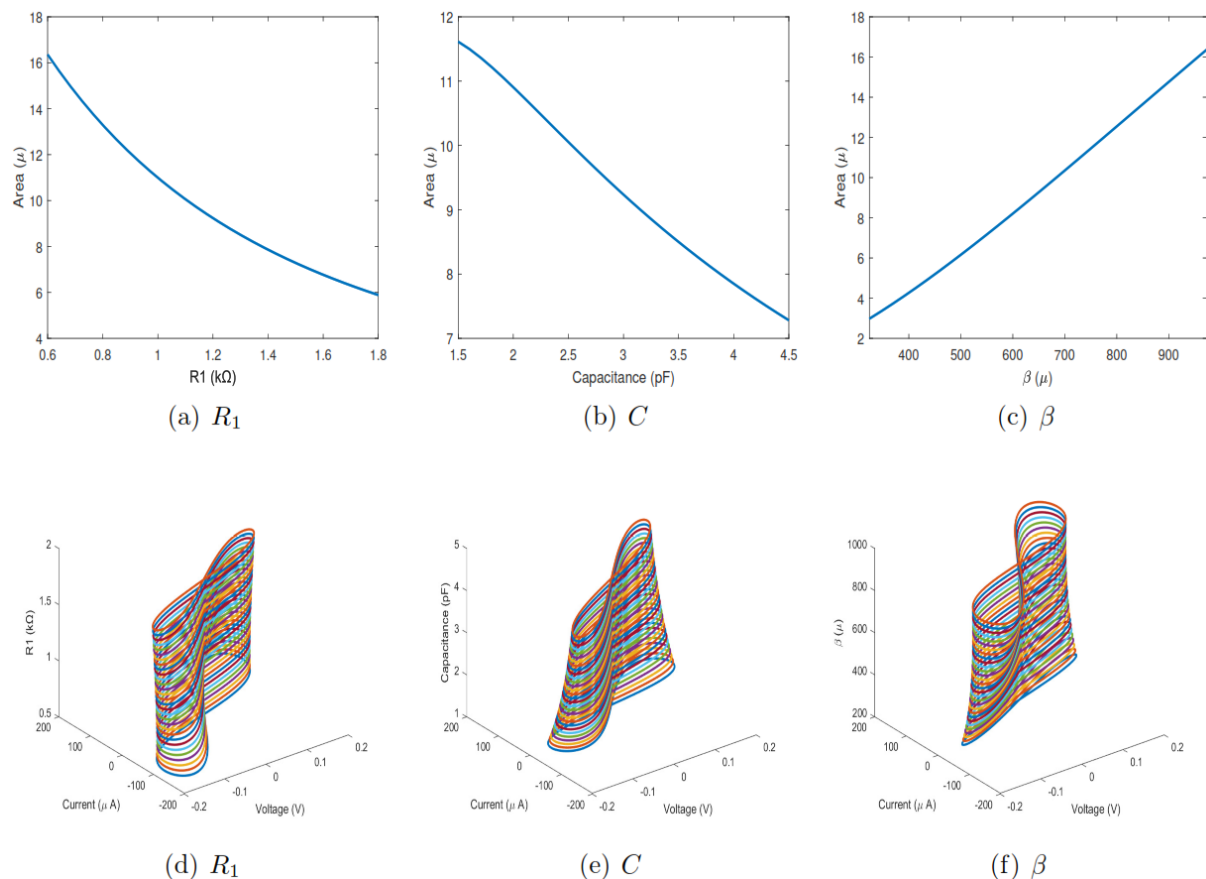 18
16
14
12
10
8
6
4
Area (μ)
0.6 0.8 1 1.2 1.4 1.6 1.8
R1 (kΩ)
(a) R₁
12
11
10
9
8
7
Area (μ)
1.5 2 2.5 3 3.5 4 4.5
Capacitance (pF)
(b) C
18
16
14
12
10
8
6
4
2
Area (μ)
400 500 600 700 800 900
β (μ)
(c) β
2
1.5
1
0.5
R1 (kΩ)
200
100
0
-100
-200
Current (μ A)
-0.2
-0.1
0
0.1
0.2
Voltage (V)
(d) R₁
5
4
3
2
1
Capacitance (pF)
200
100
0
-100
-200
Current (μ A)
-0.2
-0.1
0
0.1
0.2
Voltage (V)
(e) C
1000
800
600
400
200
β (μ)
200
100
0
-100
-200
Current (μ A)
-0.2
-0.1
0
0.1
0.2
Voltage (V)
(f) β